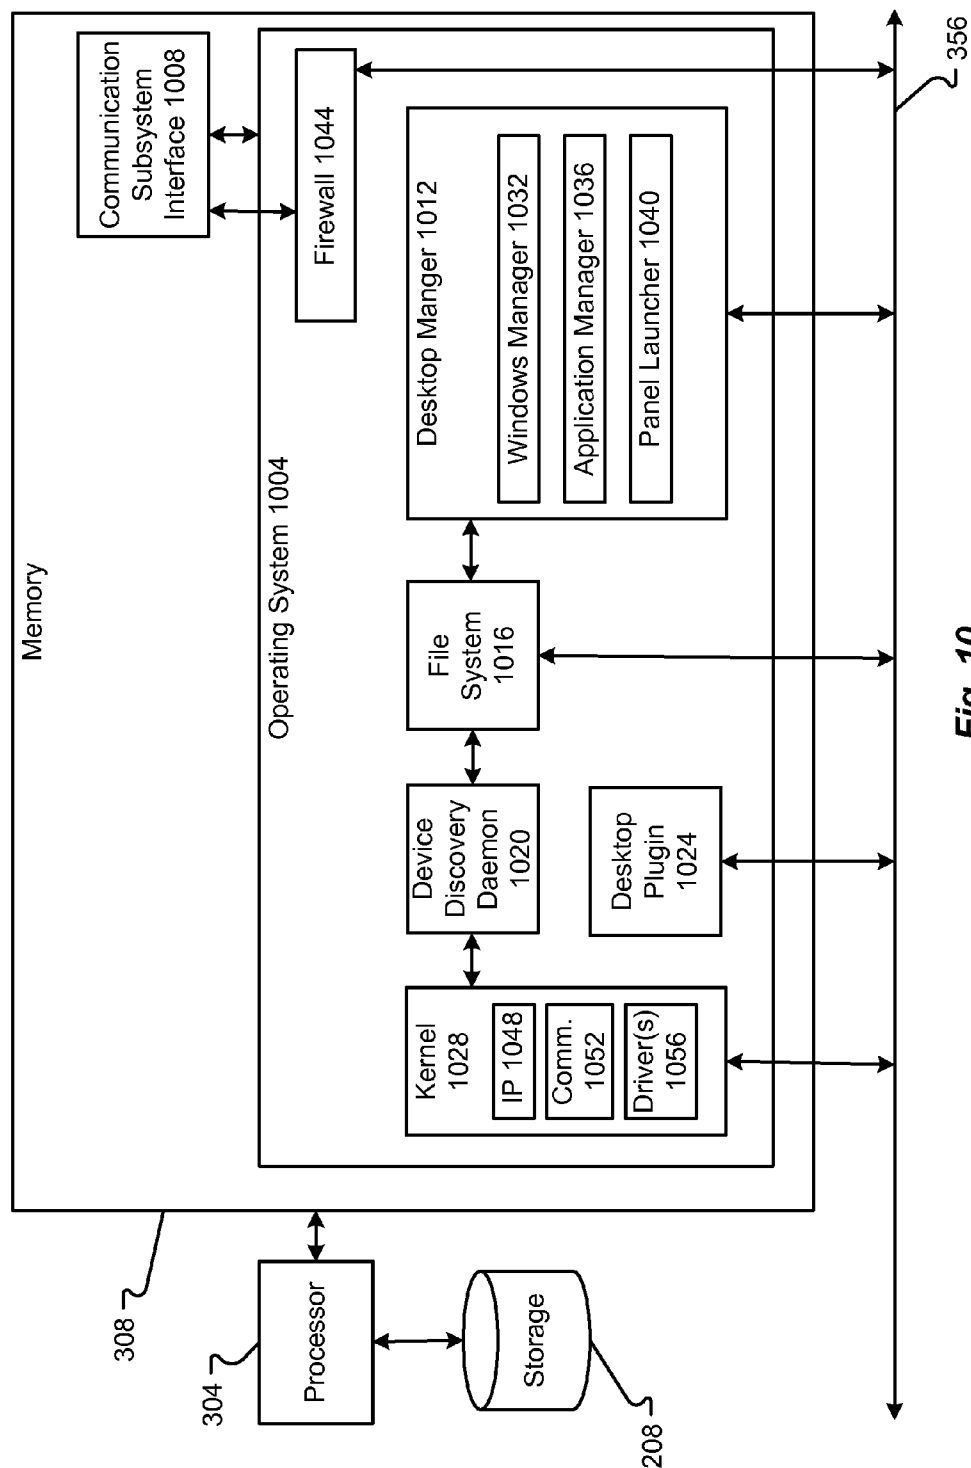 Memory
Communication
Subsystem
Interface 1008
Operating System 1004
Firewall 1044
Kernel
1028
IP 1048
Comm.
1052
Driver(s)
1056
Device
Discovery
Daemon
1020
Desktop
Plugin
1024
File
System
1016
Desktop Manger 1012
Windows Manager 1032
Application Manager 1036
Panel Launcher 1040
308
304
Processor
Storage
208
356
Fig. 10